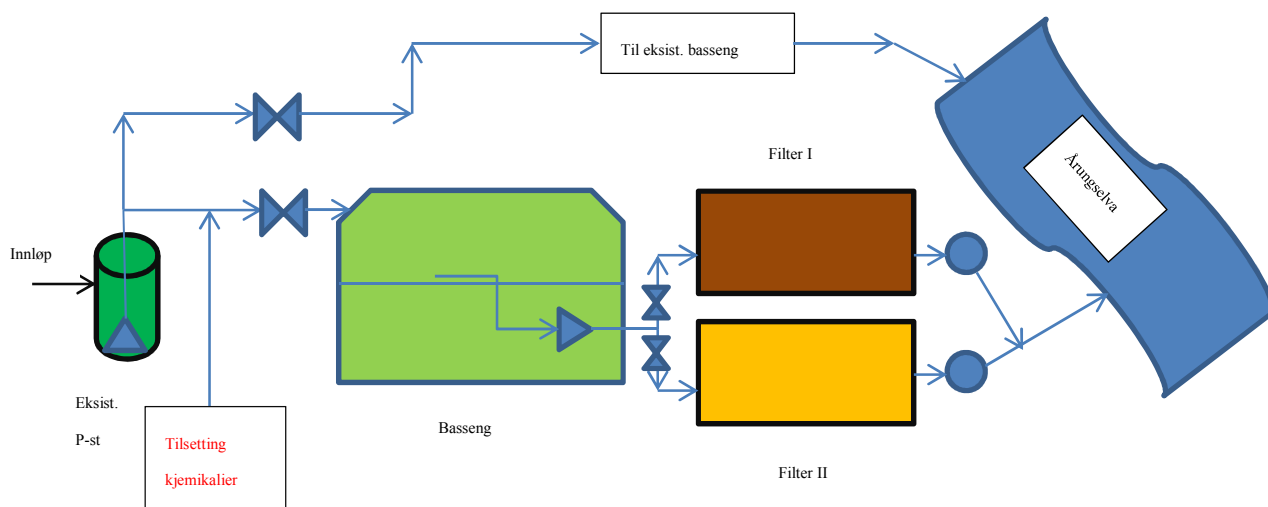 Til eksist. basseng
Filter I
Årungselva
Innløp
Eksist.
P-st
Tilsetting
kjemikalier
Basseng
Filter II